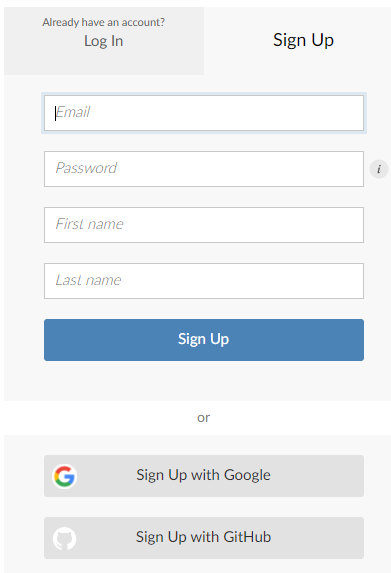 Already have an account?
Log In
Sign Up
Email
Password
i
First name
Last name
Sign Up
or
Sign Up with Google
Sign Up with GitHub